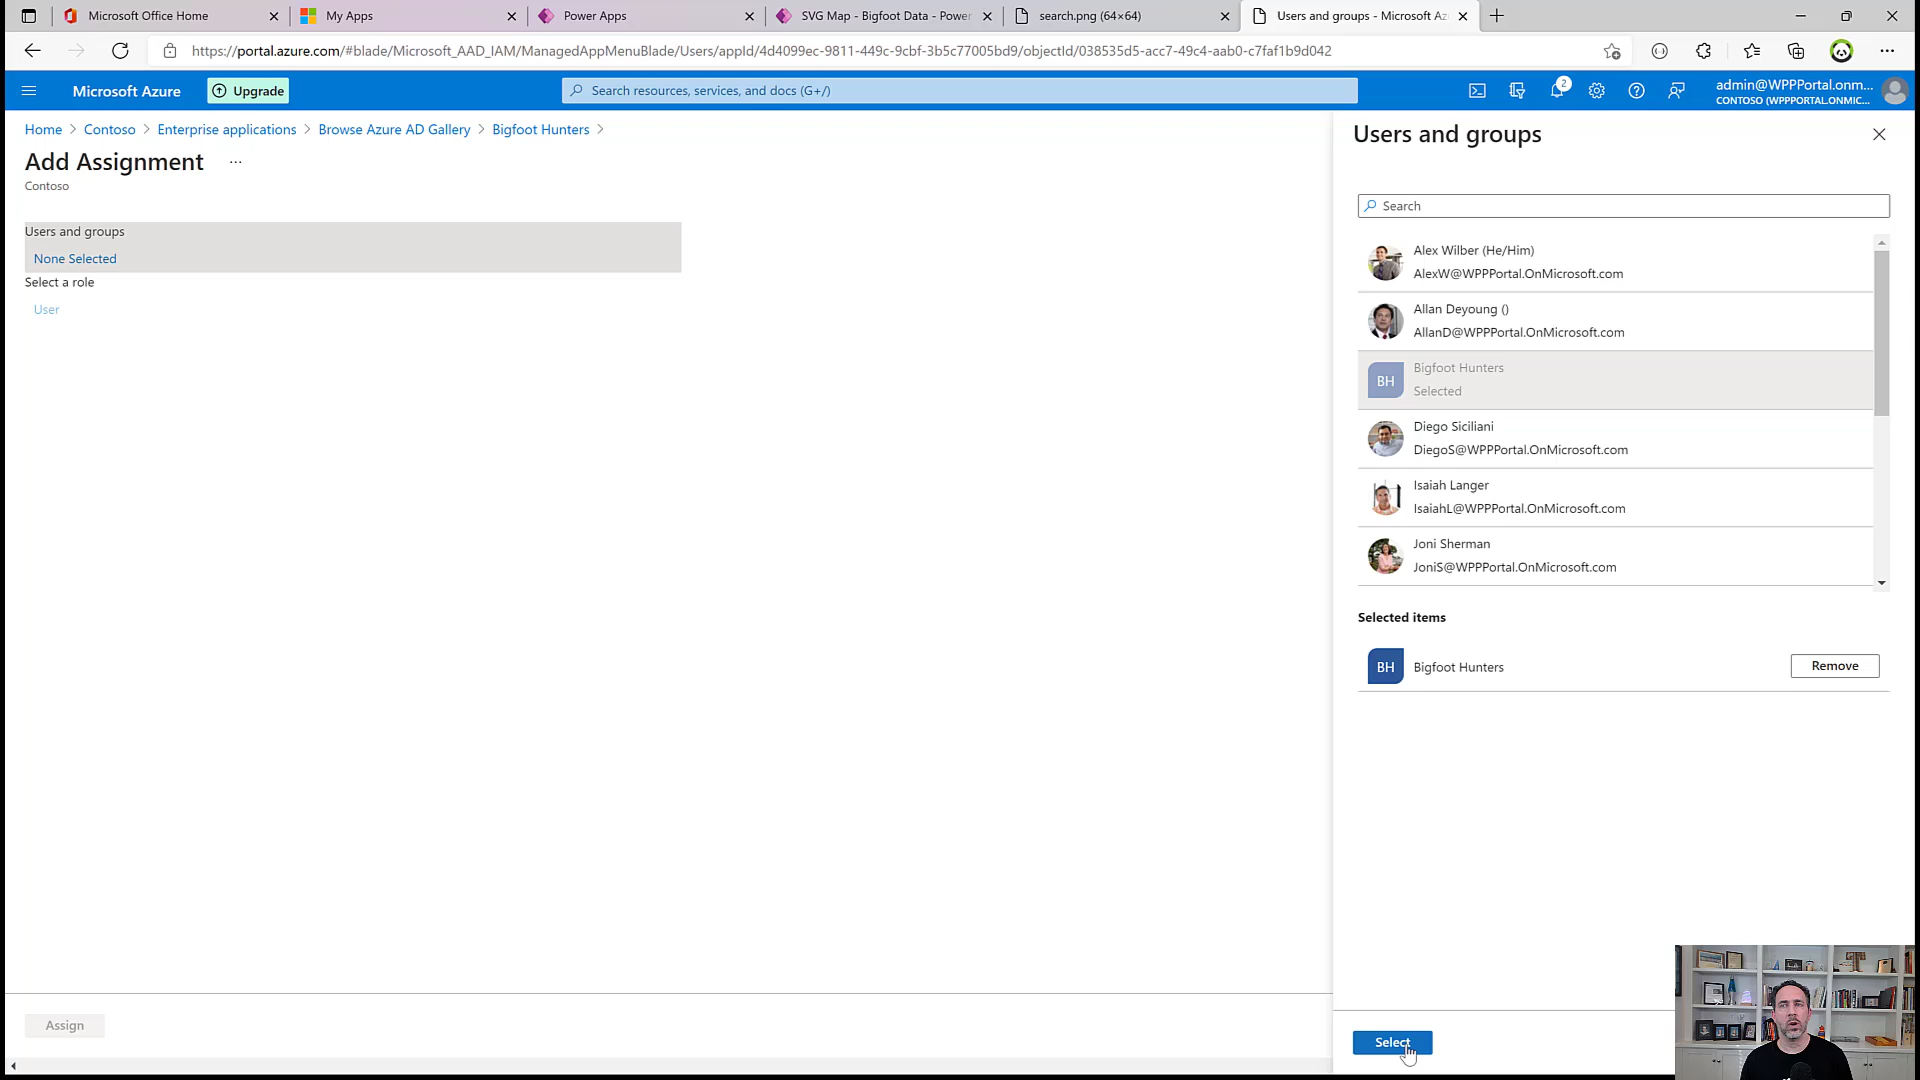 Microsoft Office Home
My Apps
Power Apps
SVG Map - Bigfoot Data - Power
search.png (64×64)
Users and groups - Microsoft Az
https://portal.azure.com/#blade/Microsoft_AAD_IAM/ManagedAppMenuBlade/Users/appId/4d4099ec-9811-449c-9cbf-3b5c77005bd9/objectId/038535d5-acc7-49c4-aab0-c7faf1b9d042
Microsoft Azure
Upgrade
Search resources, services, and docs (G+/)
2
admin@WPPPortal.onm...
CONTOSO (WPPPORTAL.ONMIC...
Home > Contoso > Enterprise applications > Browse Azure AD Gallery > Bigfoot Hunters >
Add Assignment ...
Contoso
Users and groups
None Selected
Select a role
User
Assign
Users and groups
Search
Alex Wilber (He/Him)
AlexW@WPPPortal.OnMicrosoft.com
Allan Deyoung ()
AllanD@WPPPortal.OnMicrosoft.com
BH
Bigfoot Hunters
Selected
Diego Siciliani
DiegoS@WPPPortal.OnMicrosoft.com
Isaiah Langer
IsaiahL@WPPPortal.OnMicrosoft.com
Joni Sherman
JoniS@WPPPortal.OnMicrosoft.com
Selected items
BH
Bigfoot Hunters
Remove
Select